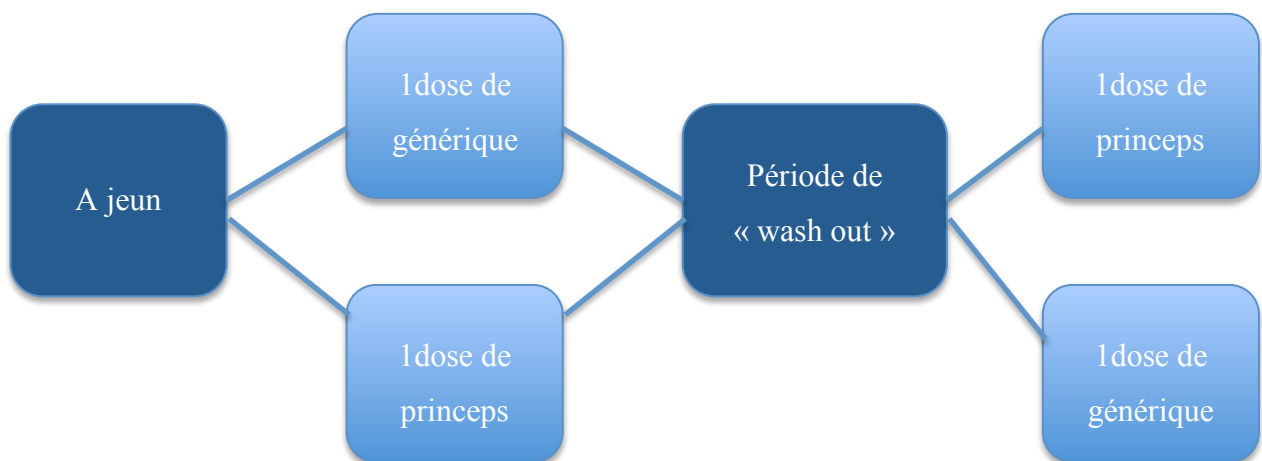 A jeun
1dose de
générique
1dose de
princeps
Période de
« wash out »
1dose de
princeps
1dose de
générique